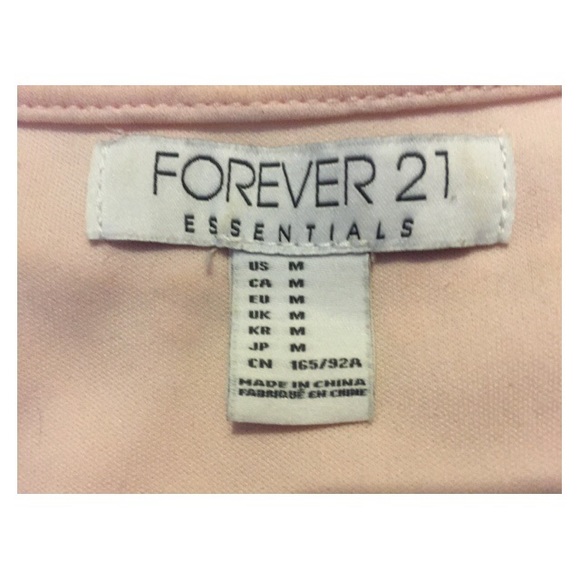 FOREVER 21
ESSENTIALS
US M
CA M
EU M
UK M
KR M
JP M
CN 165/92A
MADE IN CHINA
FABRIQUÉ EN CHINE